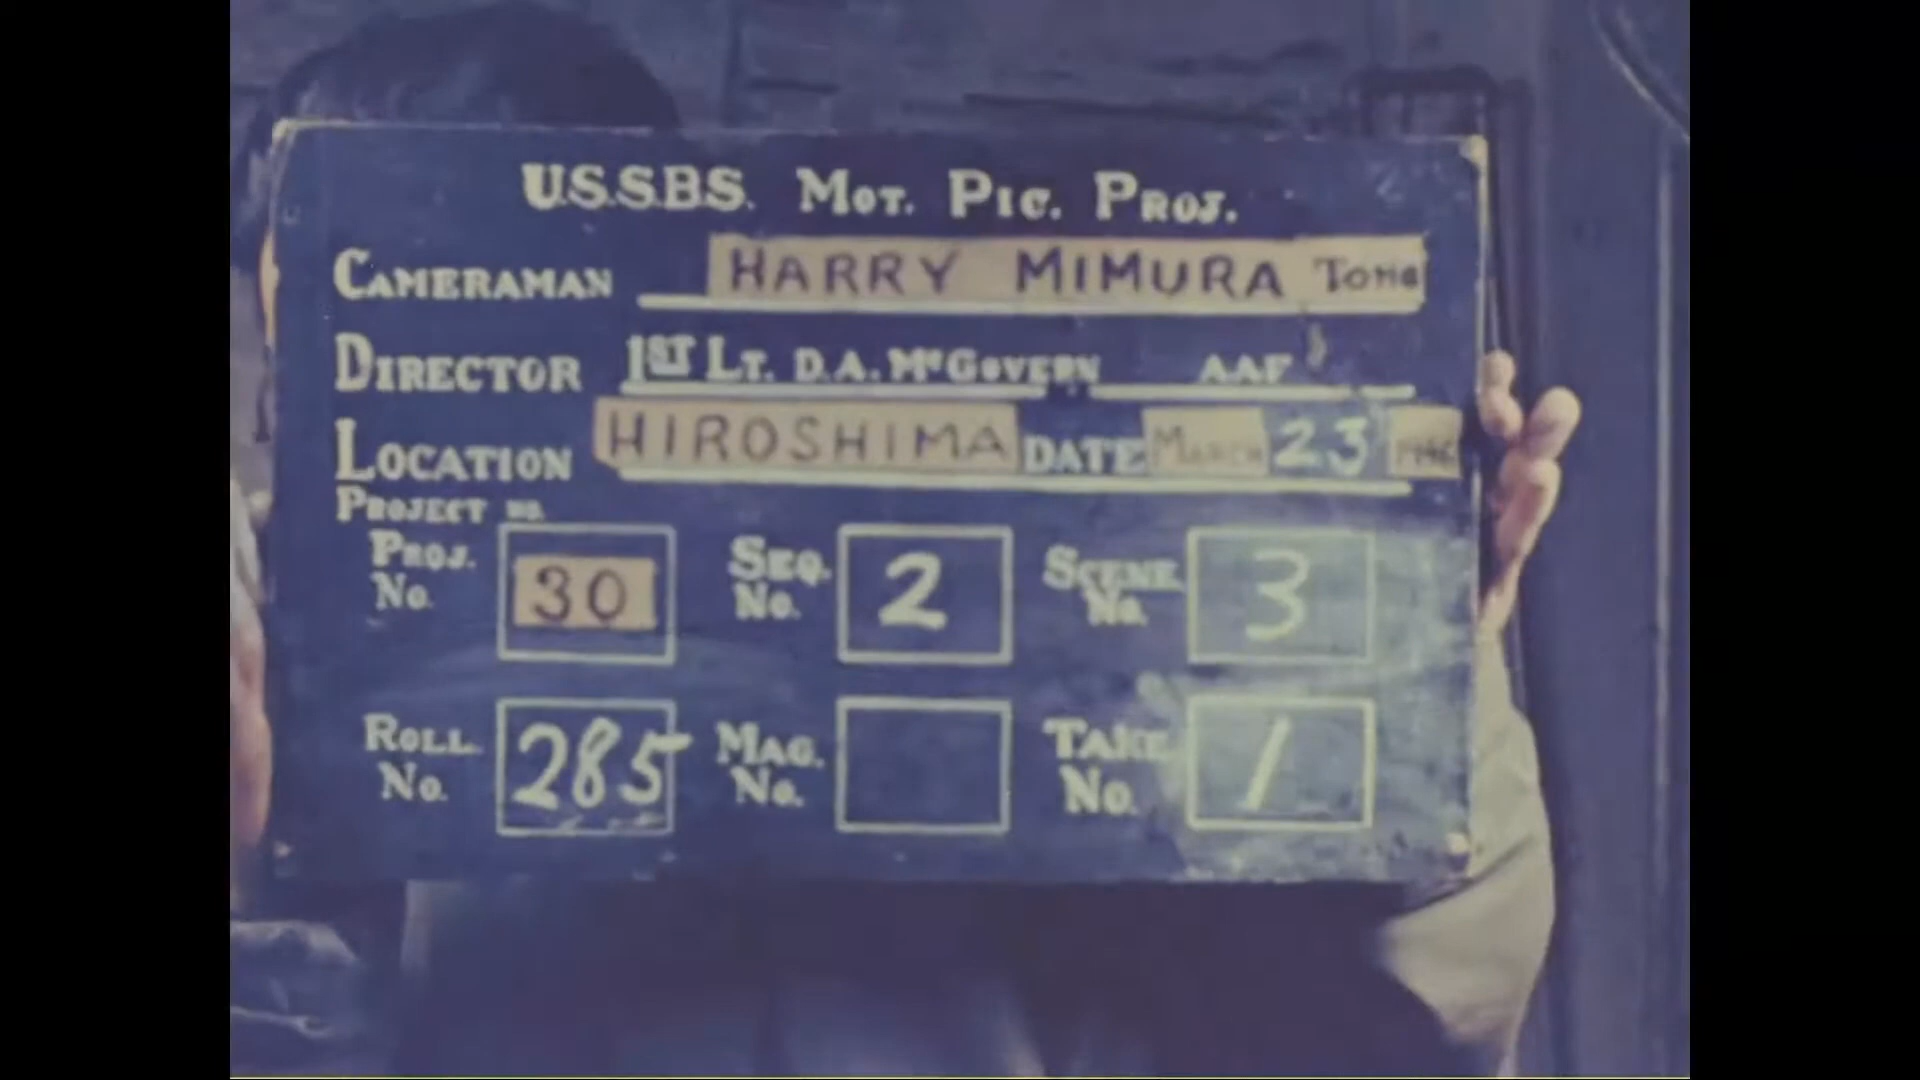 U.S.S.B.S. MOT. PIC. PROJ.
CAMERAMAN HARRY MIMURA
DIRECTOR 1ST LT. D.A. McGOVERN AAF
LOCATION HIROSHIMA DATE MARCH 23 1946
PROJECT NO.
PROJ. NO. 30 SEQ. NO. 2 SCENE NO. 3
ROLL NO. 285 MAG. NO. TAKE NO. 1